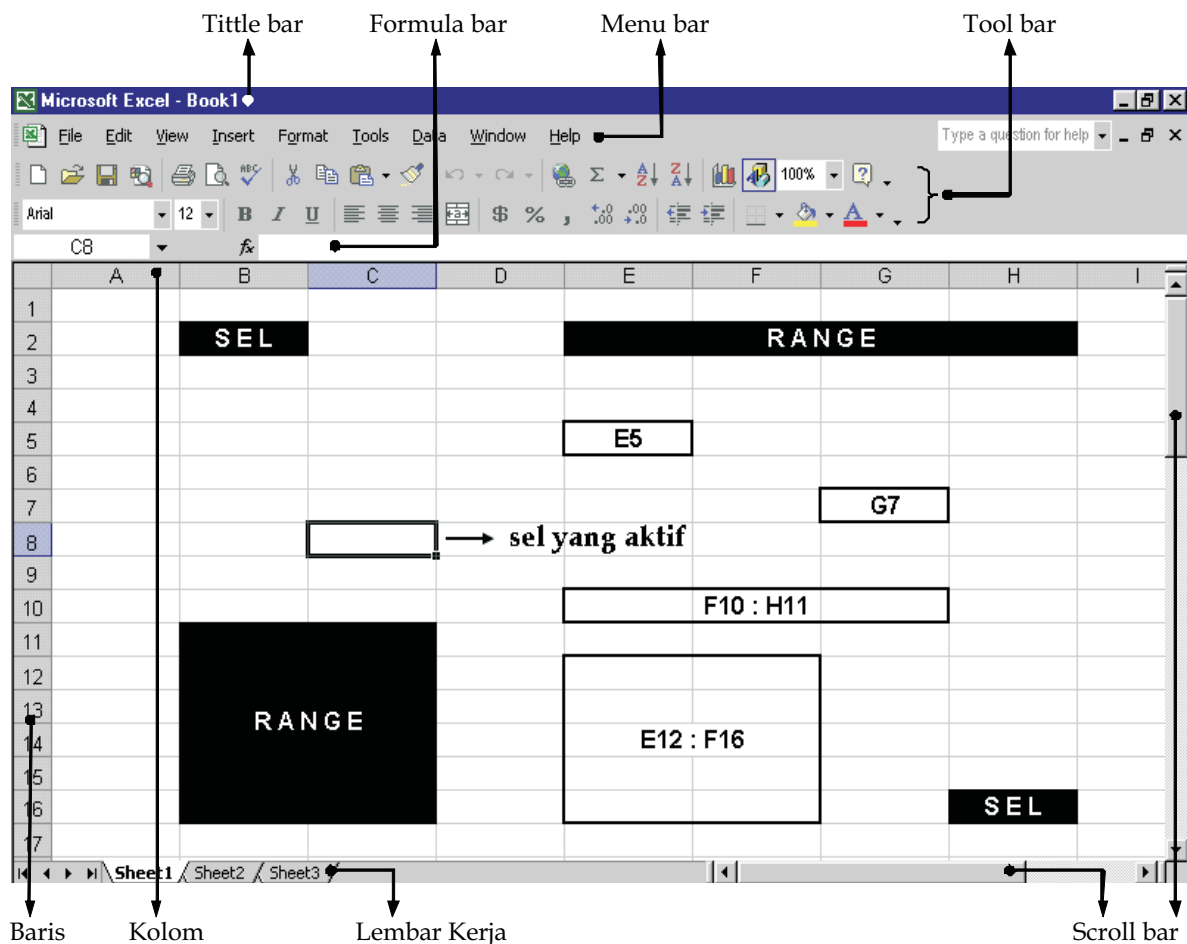 Tittle bar Formula bar Menu bar Tool bar
Microsoft Excel - Book1
File Edit View Insert Format Tools Data Window Help Type a question for help
100%
Arial 12 B I U $ % ,
C8 fx
A B C D E F G H I
1
2 SEL RANGE
3
4
5 E5
6
7 G7
8 sel yang aktif
9
10 F10 : H11
11
12
13 RANGE
14 E12 : F16
15
16 SEL
17
Sheet1 Sheet2 Sheet3
Baris Kolom Lembar Kerja Scroll bar